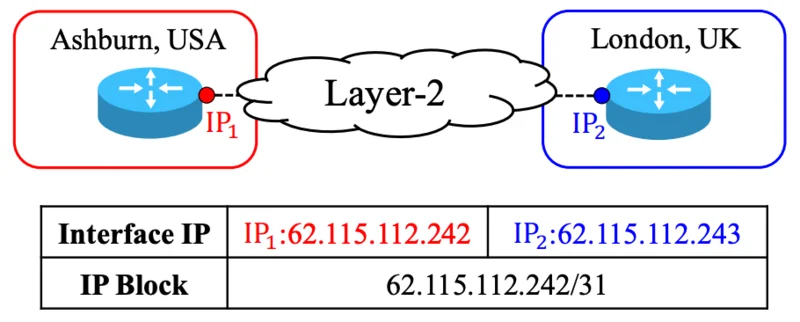 Ashburn, USA
London, UK
Layer-2
IP₁
IP₂
Interface IP IP₁:62.115.112.242 IP₂:62.115.112.243
IP Block 62.115.112.242/31